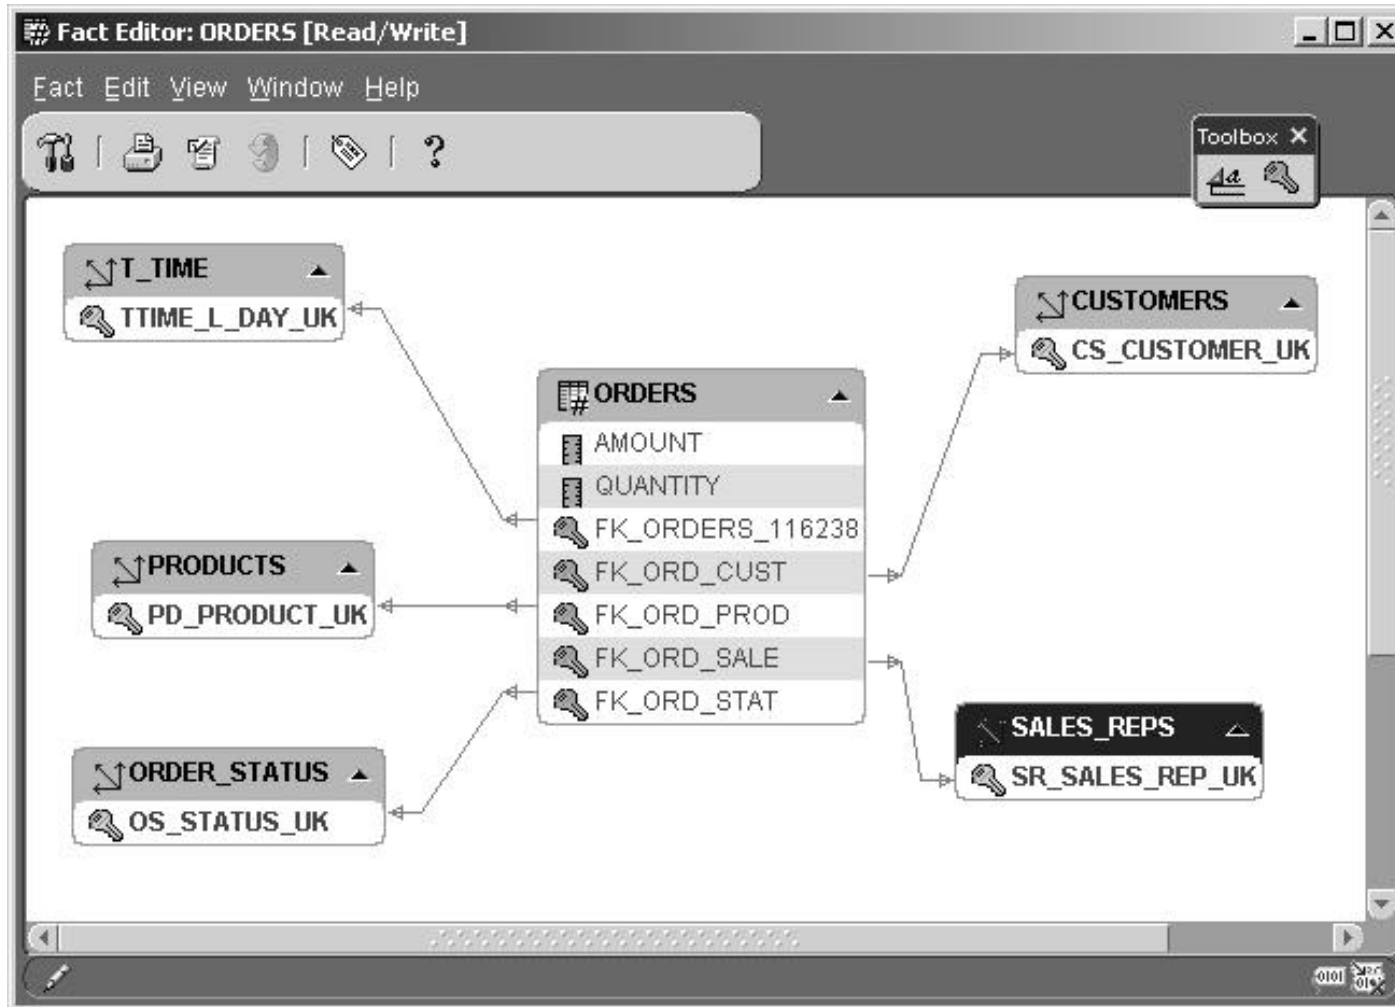 Fact Editor: ORDERS [Read/Write]
Fact Edit View Window Help
Toolbox
T_TIME
TTIME_L_DAY_UK
CUSTOMERS
CS_CUSTOMER_UK
ORDERS
AMOUNT
QUANTITY
FK_ORDERS_116238
FK_ORD_CUST
FK_ORD_PROD
FK_ORD_SALE
FK_ORD_STAT
PRODUCTS
PD_PRODUCT_UK
SALES_REPS
SR_SALES_REP_UK
ORDER_STATUS
OS_STATUS_UK